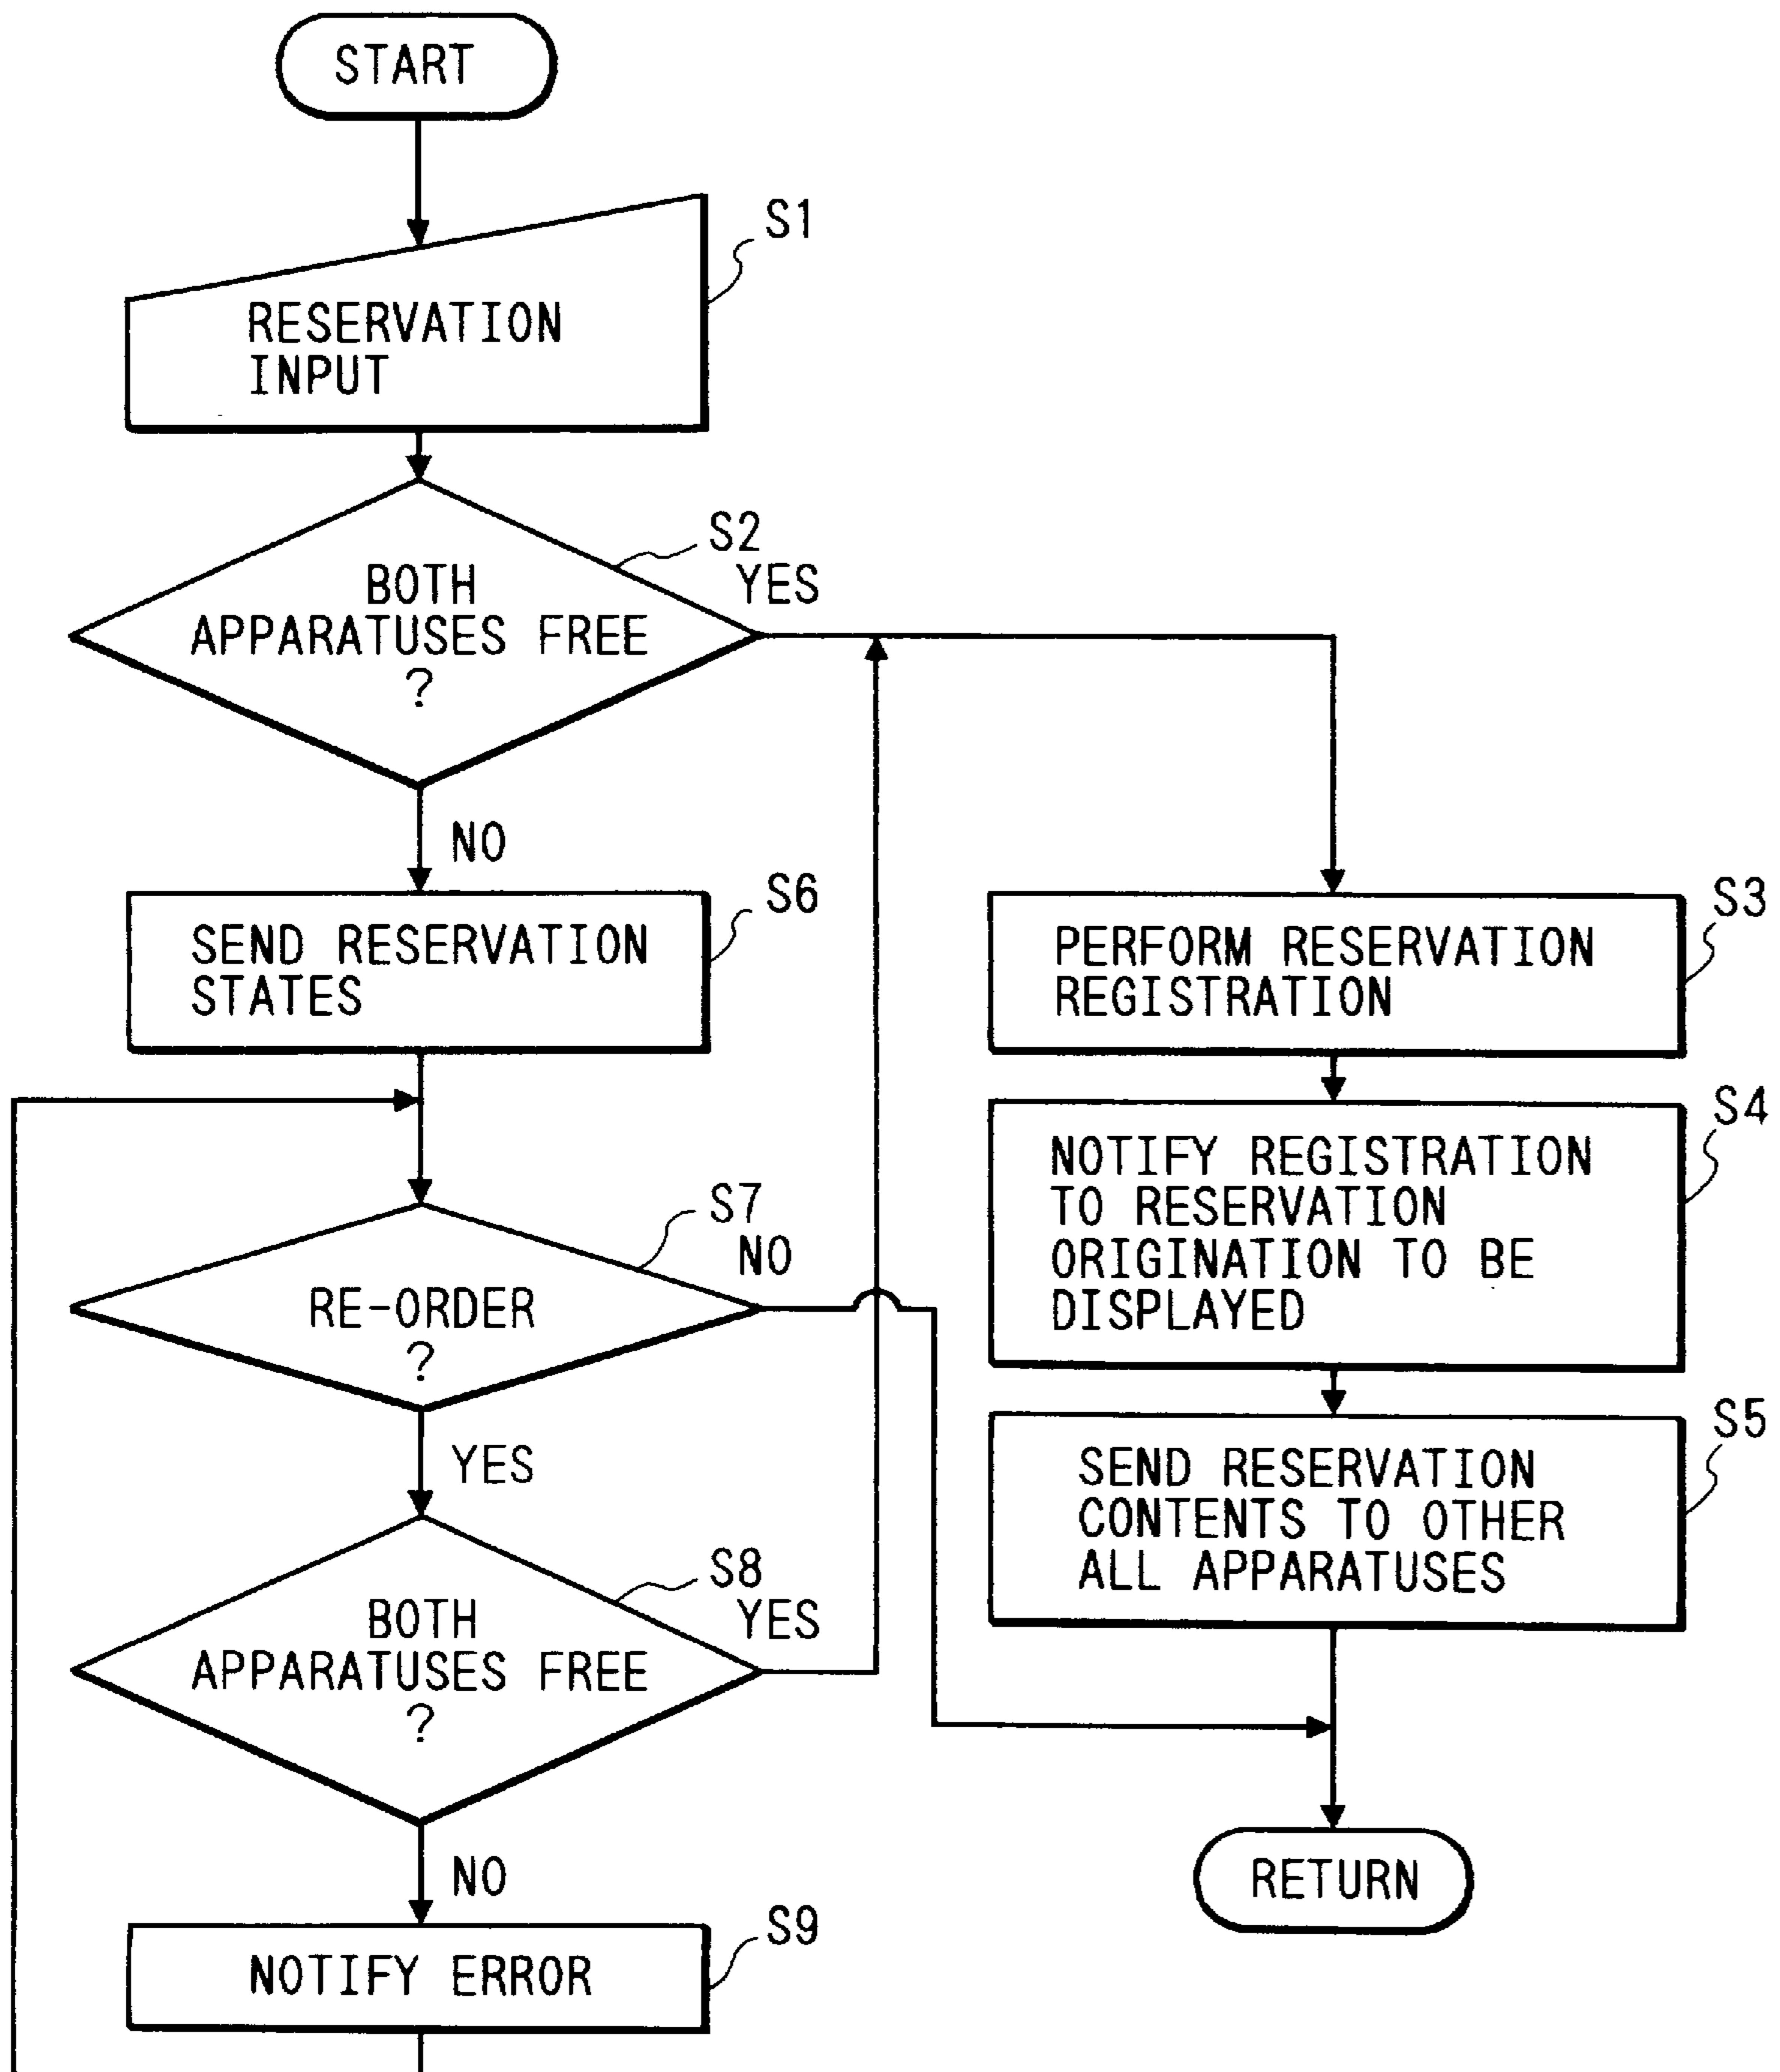 START
S1
RESERVATION
INPUT
S2
YES
BOTH
APPARATUSES FREE
?
NO
S6
SEND RESERVATION
STATES
S7
NO
RE-ORDER
?
YES
S8
YES
BOTH
APPARATUSES FREE
?
NO
S9
NOTIFY ERROR
S3
PERFORM RESERVATION
REGISTRATION
S4
NOTIFY REGISTRATION
TO RESERVATION
ORIGINATION TO BE
DISPLAYED
S5
SEND RESERVATION
CONTENTS TO OTHER
ALL APPARATUSES
RETURN